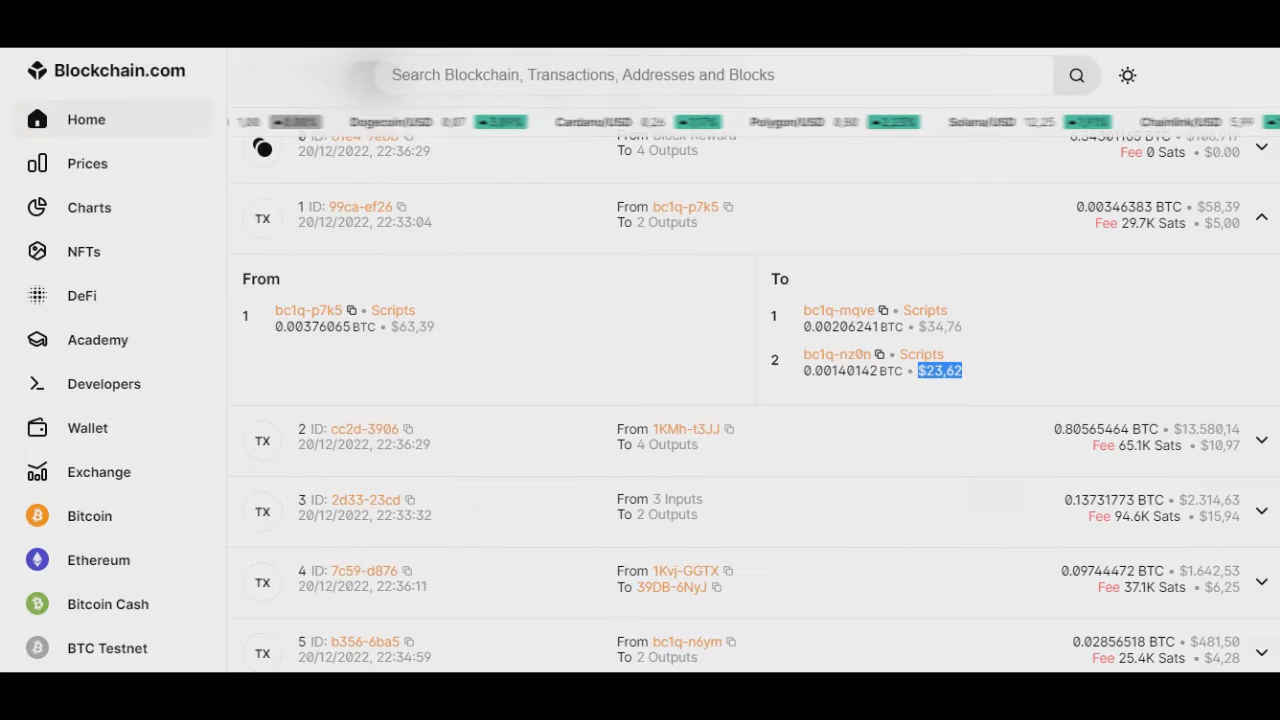 Blockchain.com
Search Blockchain, Transactions, Addresses and Blocks
Home
Prices
Charts
NFTs
DeFi
Academy
Developers
Wallet
Exchange
Bitcoin
Ethereum
Bitcoin Cash
BTC Testnet
Dogecoin/USD 0,07 Cardano/USD 0,26 Polygon/USD Solana/USD 12,25 Chainlink/USD 5,99
20/12/2022, 22:36:29
From Block Reward
To 4 Outputs
Fee 0 Sats • $0.00
TX
1 ID: 99ca-ef26
20/12/2022, 22:33:04
From bc1q-p7k5
To 2 Outputs
0.00346383 BTC • $58,39
Fee 29.7K Sats • $5,00
From
1
bc1q-p7k5 • Scripts
0.00376065 BTC • $63,39
To
1
bc1q-mqve • Scripts
0.00206241 BTC • $34,76
2
bc1q-nz0n • Scripts
0.00140142 BTC • $23,62
TX
2 ID: cc2d-3906
20/12/2022, 22:36:29
From 1KMh-t3JJ
To 4 Outputs
0.80565464 BTC • $13.580,14
Fee 65.1K Sats • $10,97
TX
3 ID: 2d33-23cd
20/12/2022, 22:33:32
From 3 Inputs
To 2 Outputs
0.13731773 BTC • $2.314,63
Fee 94.6K Sats • $15,94
TX
4 ID: 7c59-d876
20/12/2022, 22:36:11
From 1Kvj-GGTX
To 39DB-6NyJ
0.09744472 BTC • $1.642,53
Fee 37.1K Sats • $6,25
TX
5 ID: b356-6ba5
20/12/2022, 22:34:59
From bc1q-n6ym
To 2 Outputs
0.02856518 BTC • $481,50
Fee 25.4K Sats • $4,28